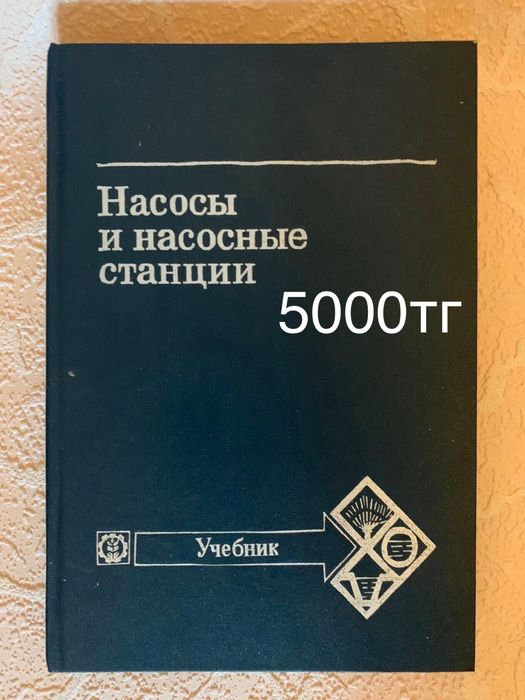 Насосы
и насосные
станции
5000тг
Учебник